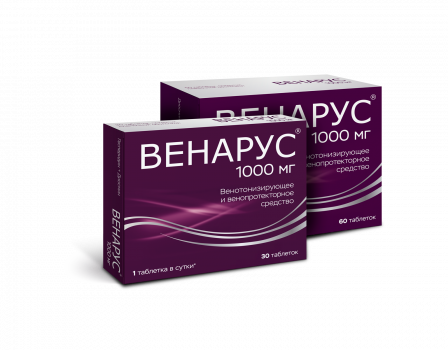 ВЕНАРУС®
1000 мг
Венотонизирующее
и венопротекторное
средство
60 таблеток
ВЕНАРУС®
1000 мг
Венотонизирующее
и венопротекторное
средство
1 таблетка в сутки*
30 таблеток
ВЕНАРУС®
1000 мг